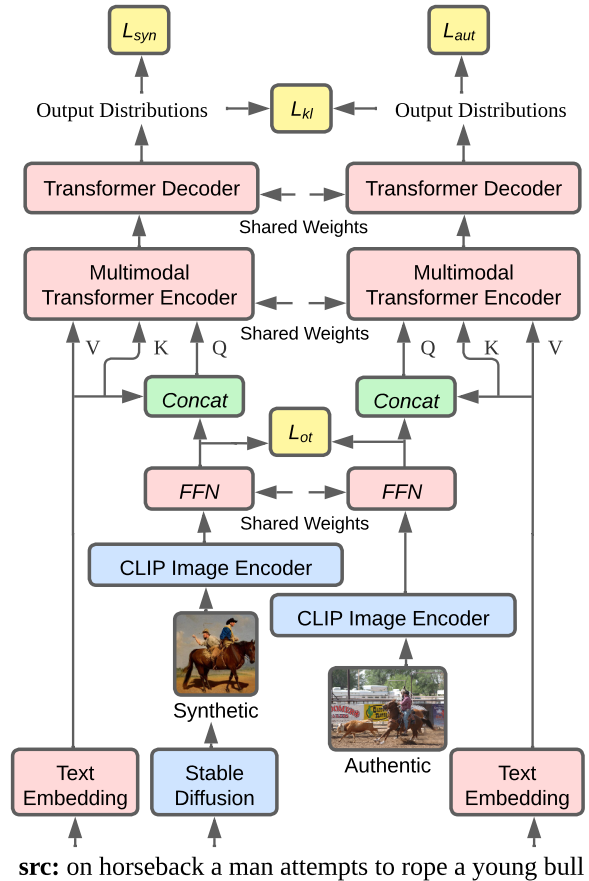 L_syn
L_aut
Output Distributions
L_kl
Output Distributions
Transformer Decoder
Transformer Decoder
Shared Weights
Multimodal
Transformer Encoder
Multimodal
Transformer Encoder
Shared Weights
V
K
Q
Q
K
V
Concat
Concat
L_ot
FFN
FFN
Shared Weights
CLIP Image Encoder
CLIP Image Encoder
Synthetic
Authentic
Text
Embedding
Stable
Diffusion
Text
Embedding
src: on horseback a man attempts to rope a young bull